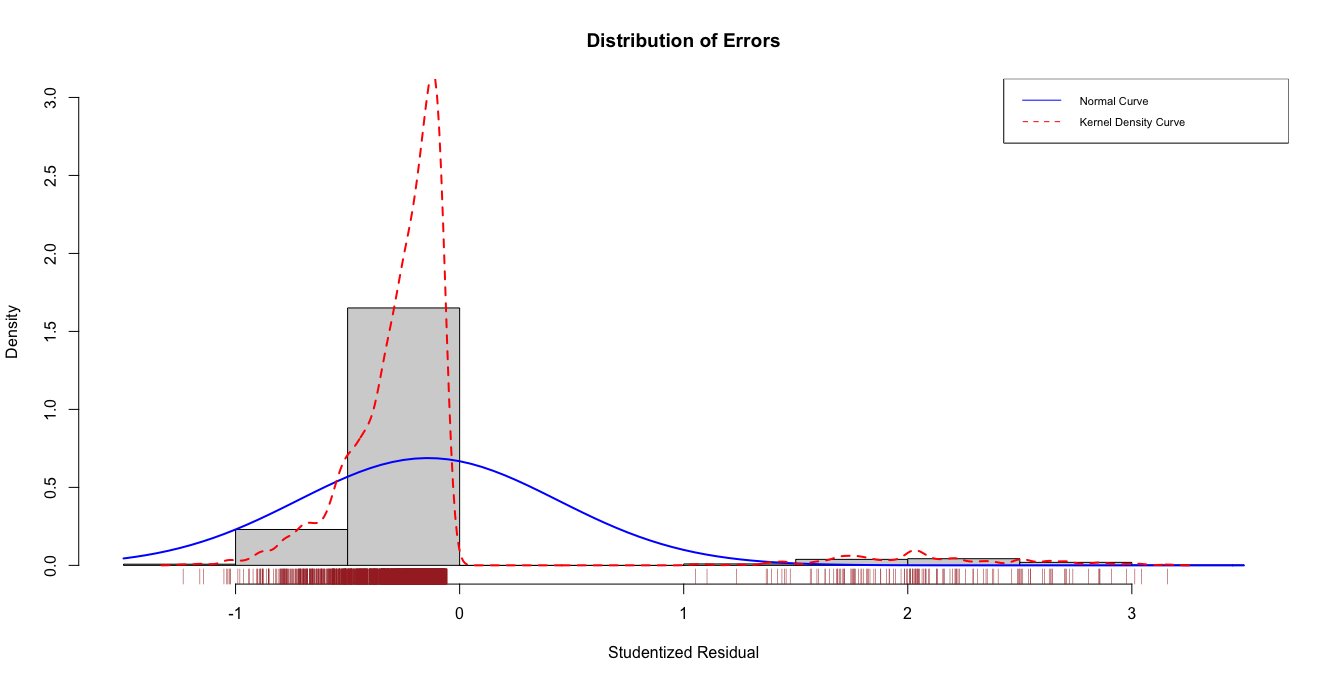 Distribution of Errors
Normal Curve
Kernel Density Curve
Density
3.0
2.5
2.0
1.5
1.0
0.5
0.0
-1 0 1 2 3
Studentized Residual